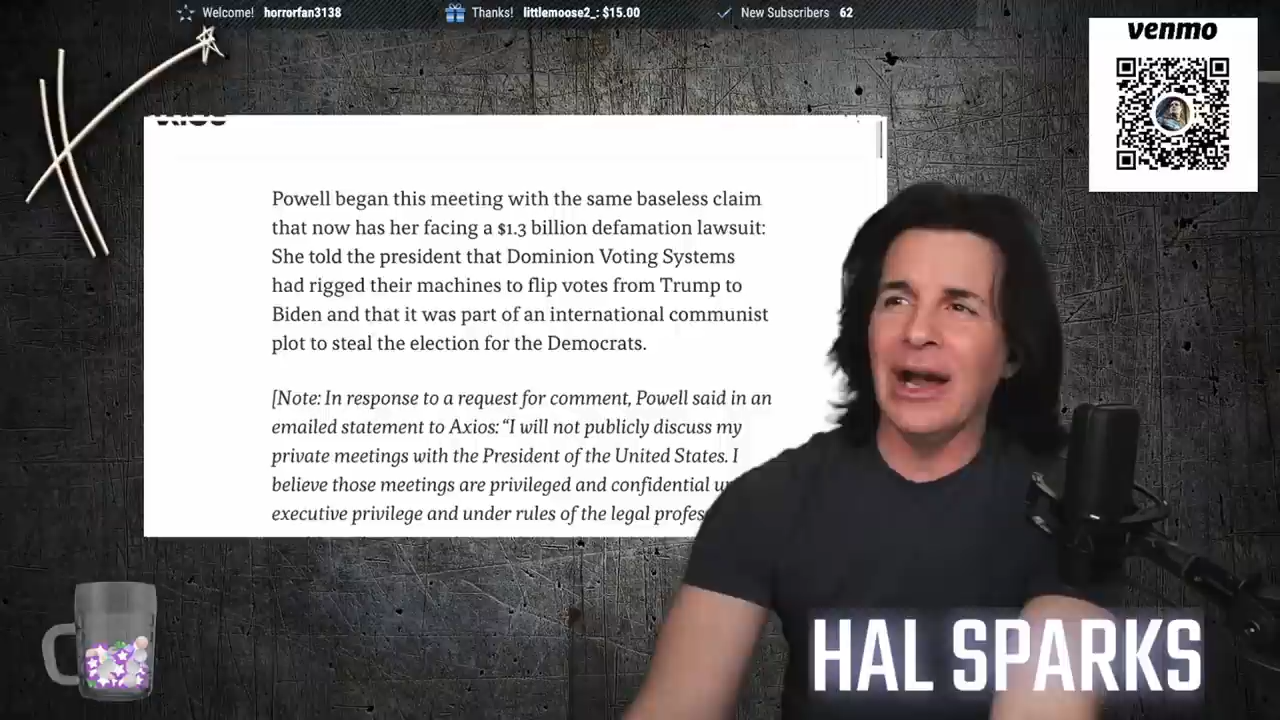 Welcome! horrorfan3138
Thanks! littlemoose2_: $15.00
New Subscribers 62
venmo
Powell began this meeting with the same baseless claim
that now has her facing a $1.3 billion defamation lawsuit:
She told the president that Dominion Voting Systems
had rigged their machines to flip votes from Trump to
Biden and that it was part of an international communist
plot to steal the election for the Democrats.
[Note: In response to a request for comment, Powell said in an
emailed statement to Axios: “I will not publicly discuss my
private meetings with the President of the United States. I
believe those meetings are privileged and confidential
executive privilege and under rules of the legal
HAL SPARKS